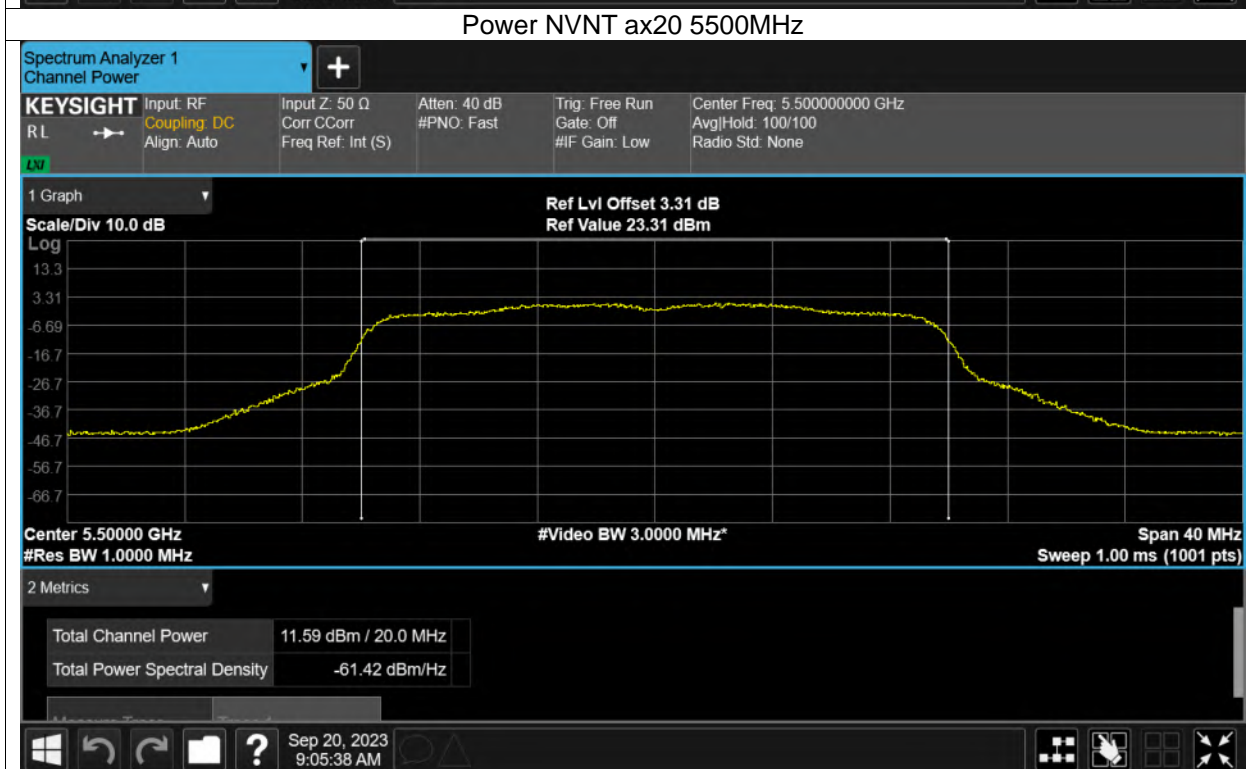 Power NVNT ax20 5500MHz
Spectrum Analyzer 1
Channel Power
KEYSIGHT
RL
LXI
Input: RF
Coupling: DC
Align: Auto
Input Z: 50 Ω
Corr CCorr
Freq Ref: Int (S)
Atten: 40 dB
#PNO: Fast
Trig: Free Run
Gate: Off
#IF Gain: Low
Center Freq: 5.500000000 GHz
Avg|Hold: 100/100
Radio Std: None
1 Graph
Ref Lvl Offset 3.31 dB
Scale/Div 10.0 dB
Ref Value 23.31 dBm
Log
13.3
3.31
-6.69
-16.7
-26.7
-36.7
-46.7
-56.7
-66.7
Center 5.50000 GHz
#Video BW 3.0000 MHz*
Span 40 MHz
#Res BW 1.0000 MHz
Sweep 1.00 ms (1001 pts)
2 Metrics
Total Channel Power 11.59 dBm / 20.0 MHz
Total Power Spectral Density -61.42 dBm/Hz
?
Sep 20, 2023
9:05:38 AM